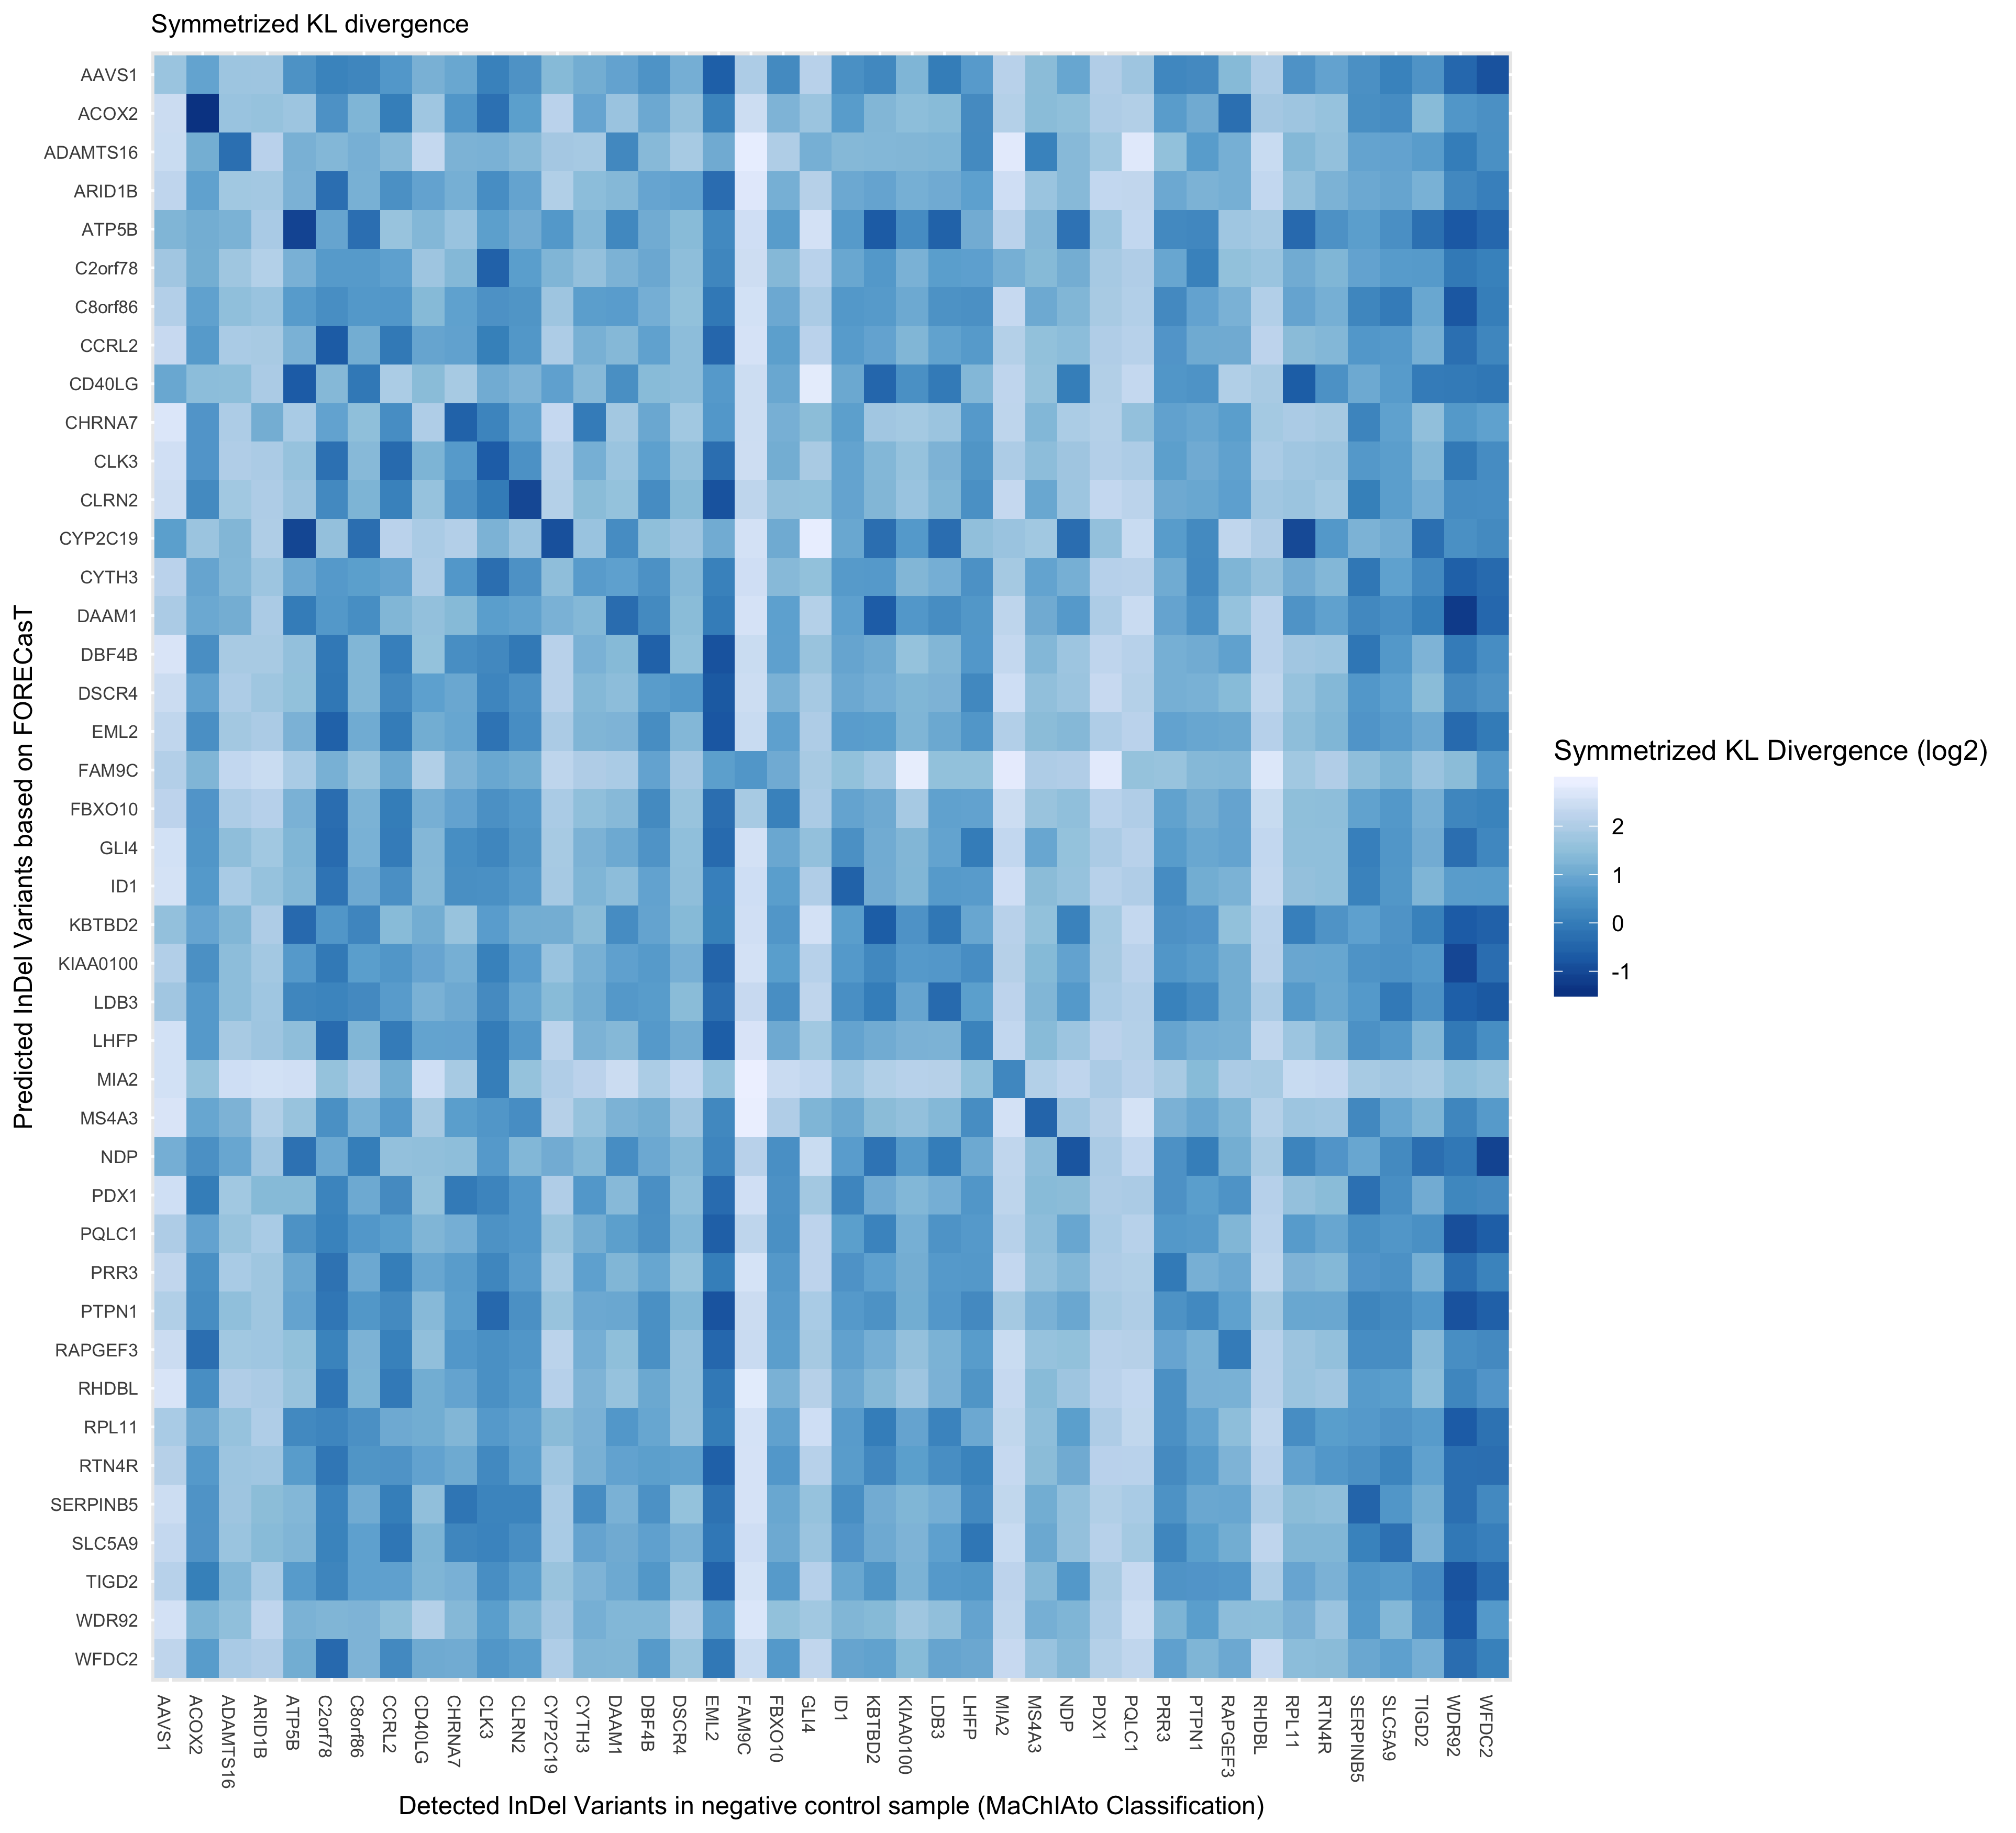 Symmetrized KL divergence
Predicted InDel Variants based on FORECasT
AAVS1
ACOX2
ADAMTS16
ARID1B
ATP5B
C2orf78
C8orf86
CCRL2
CD40LG
CHRNA7
CLK3
CLRN2
CYP2C19
CYTH3
DAAM1
DBF4B
DSCR4
EML2
FAM9C
FBXO10
GLI4
ID1
KBTBD2
KIAA0100
LDB3
LHFP
MIA2
MS4A3
NDP
PDX1
PQLC1
PRR3
PTPN1
RAPGEF3
RHDBL
RPL11
RTN4R
SERPINB5
SLC5A9
TIGD2
WDR92
WFDC2
AAVS1
ACOX2
ADAMTS16
ARID1B
ATP5B
C2orf78
C8orf86
CCRL2
CD40LG
CHRNA7
CLK3
CLRN2
CYP2C19
CYTH3
DAAM1
DBF4B
DSCR4
EML2
FAM9C
FBXO10
GLI4
ID1
KBTBD2
KIAA0100
LDB3
LHFP
MIA2
MS4A3
NDP
PDX1
PQLC1
PRR3
PTPN1
RAPGEF3
RHDBL
RPL11
RTN4R
SERPINB5
SLC5A9
TIGD2
WDR92
WFDC2
Detected InDel Variants in negative control sample (MaChIAto Classification)
Symmetrized KL Divergence (log2)
2
1
0
-1